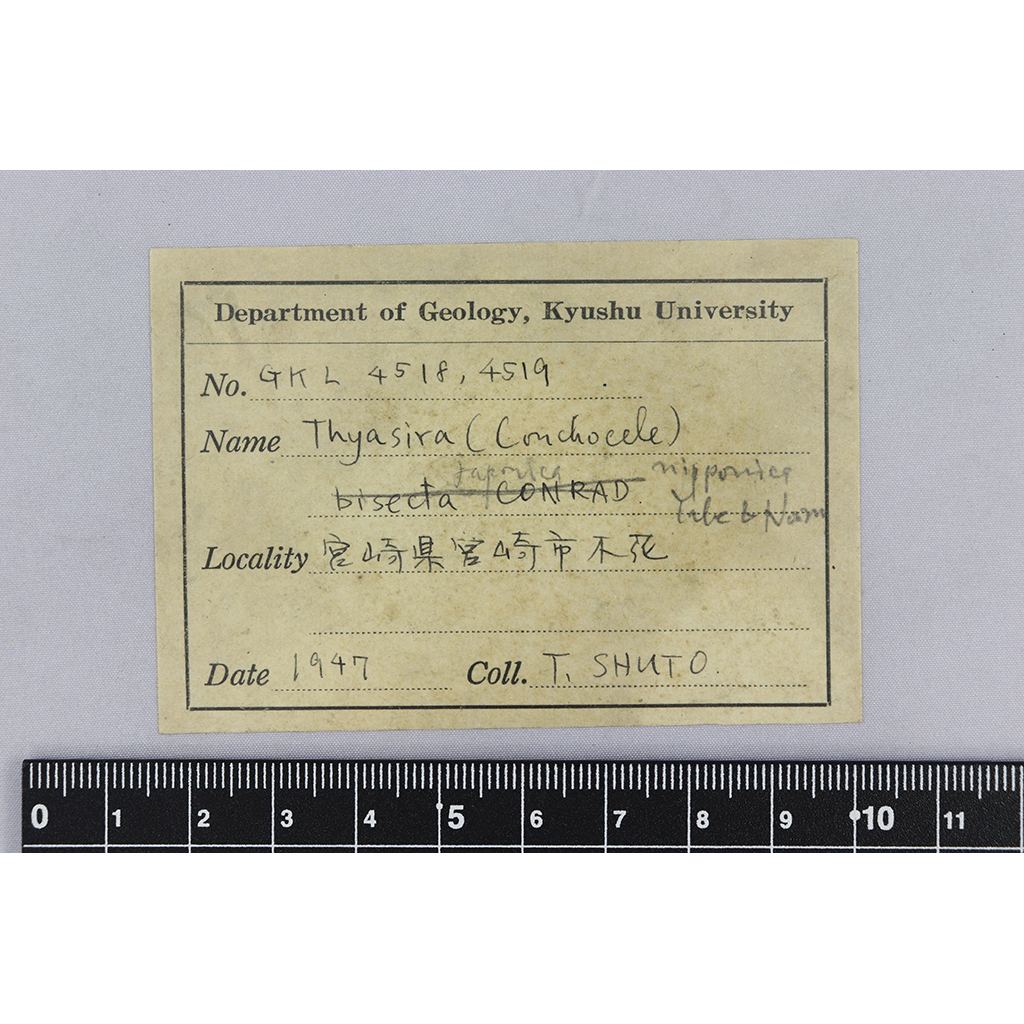 Department of Geology, Kyushu University
No. GKL 4518, 4519
Name Thyasira (Conchocele)
japonica nipponica
bisecta CONRAD Yabe & Nom
Locality 宮崎県宮崎市不死
Date 1947 Coll. T. SHUTO.
0 1 2 3 4 5 6 7 8 9 10 11